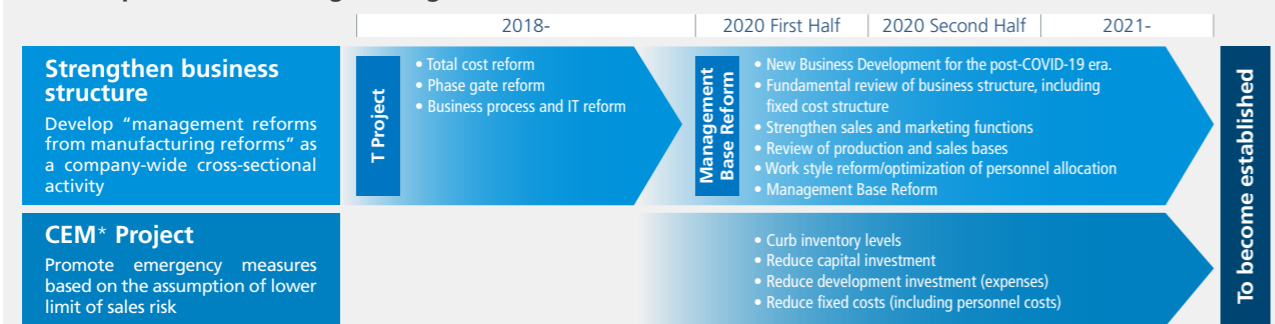 2018-
2020 First Half
2020 Second Half
2021-
Strengthen business
structure
Develop “management reforms
from manufacturing reforms” as
a company-wide cross-sectional
activity
T Project
• Total cost reform
• Phase gate reform
• Business process and IT reform
Management
Base Reform
• New Business Development for the post-COVID-19 era.
• Fundamental review of business structure, including
fixed cost structure
• Strengthen sales and marketing functions
• Review of production and sales bases
• Work style reform/optimization of personnel allocation
• Management Base Reform
CEM* Project
Promote emergency measures
based on the assumption of lower
limit of sales risk
• Curb inventory levels
• Reduce capital investment
• Reduce development investment (expenses)
• Reduce fixed costs (including personnel costs)
To become established